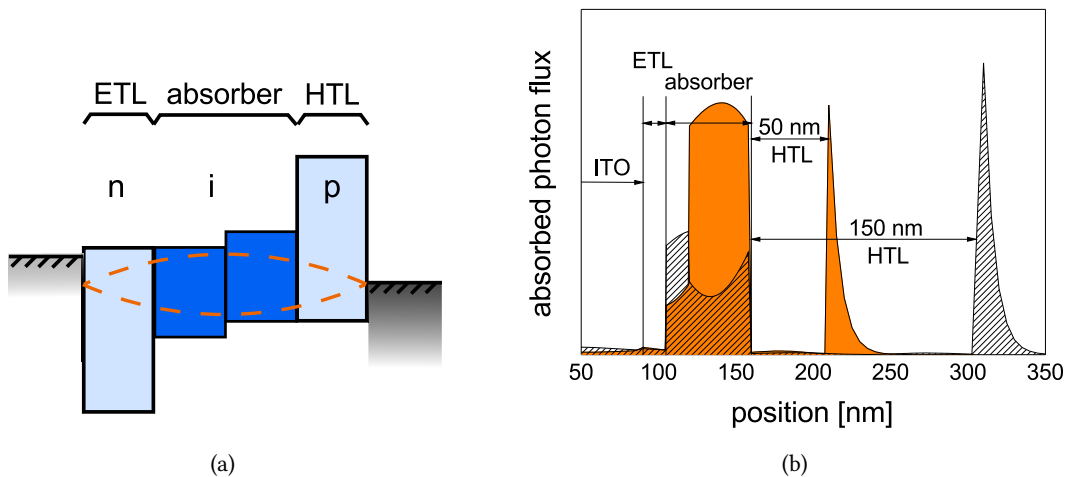 ETL absorber HTL
n i p
(a)
absorbed photon flux
ETL
absorber
50 nm
HTL
ITO
150 nm
HTL
50 100 150 200 250 300 350
position [nm]
(b)